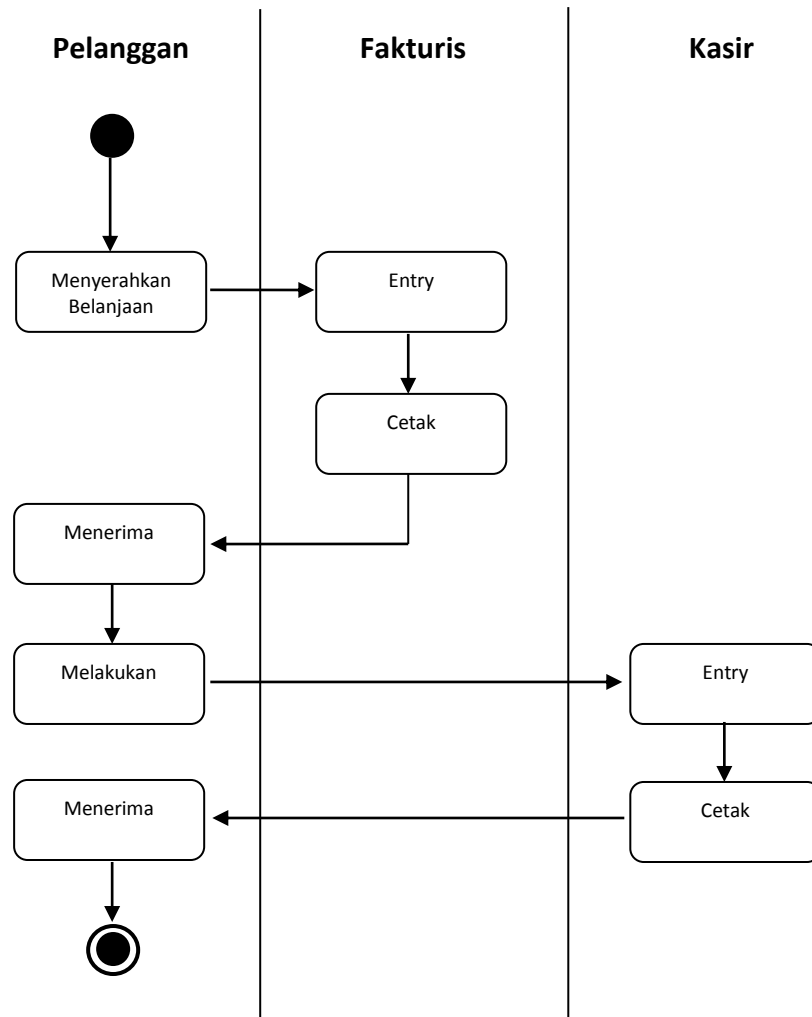 Pelanggan
Fakturis
Kasir
Menyerahkan
Belanjaan
Entry
Cetak
Menerima
Melakukan
Entry
Menerima
Cetak